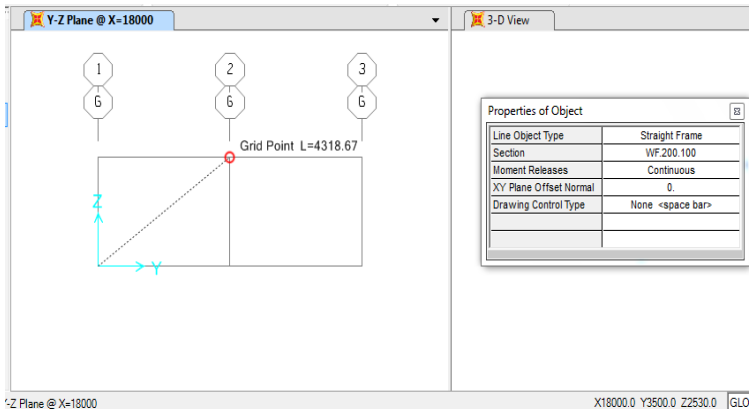 Y-Z Plane @ X=18000
3-D View
1
2
3
G
G
G
Grid Point L=4318.67
Z
Y
Properties of Object
Line Object Type Straight Frame
Section WF.200.100
Moment Releases Continuous
XY Plane Offset Normal 0.
Drawing Control Type None <space bar>
Y-Z Plane @ X=18000
X18000.0 Y3500.0 Z2530.0 GLO